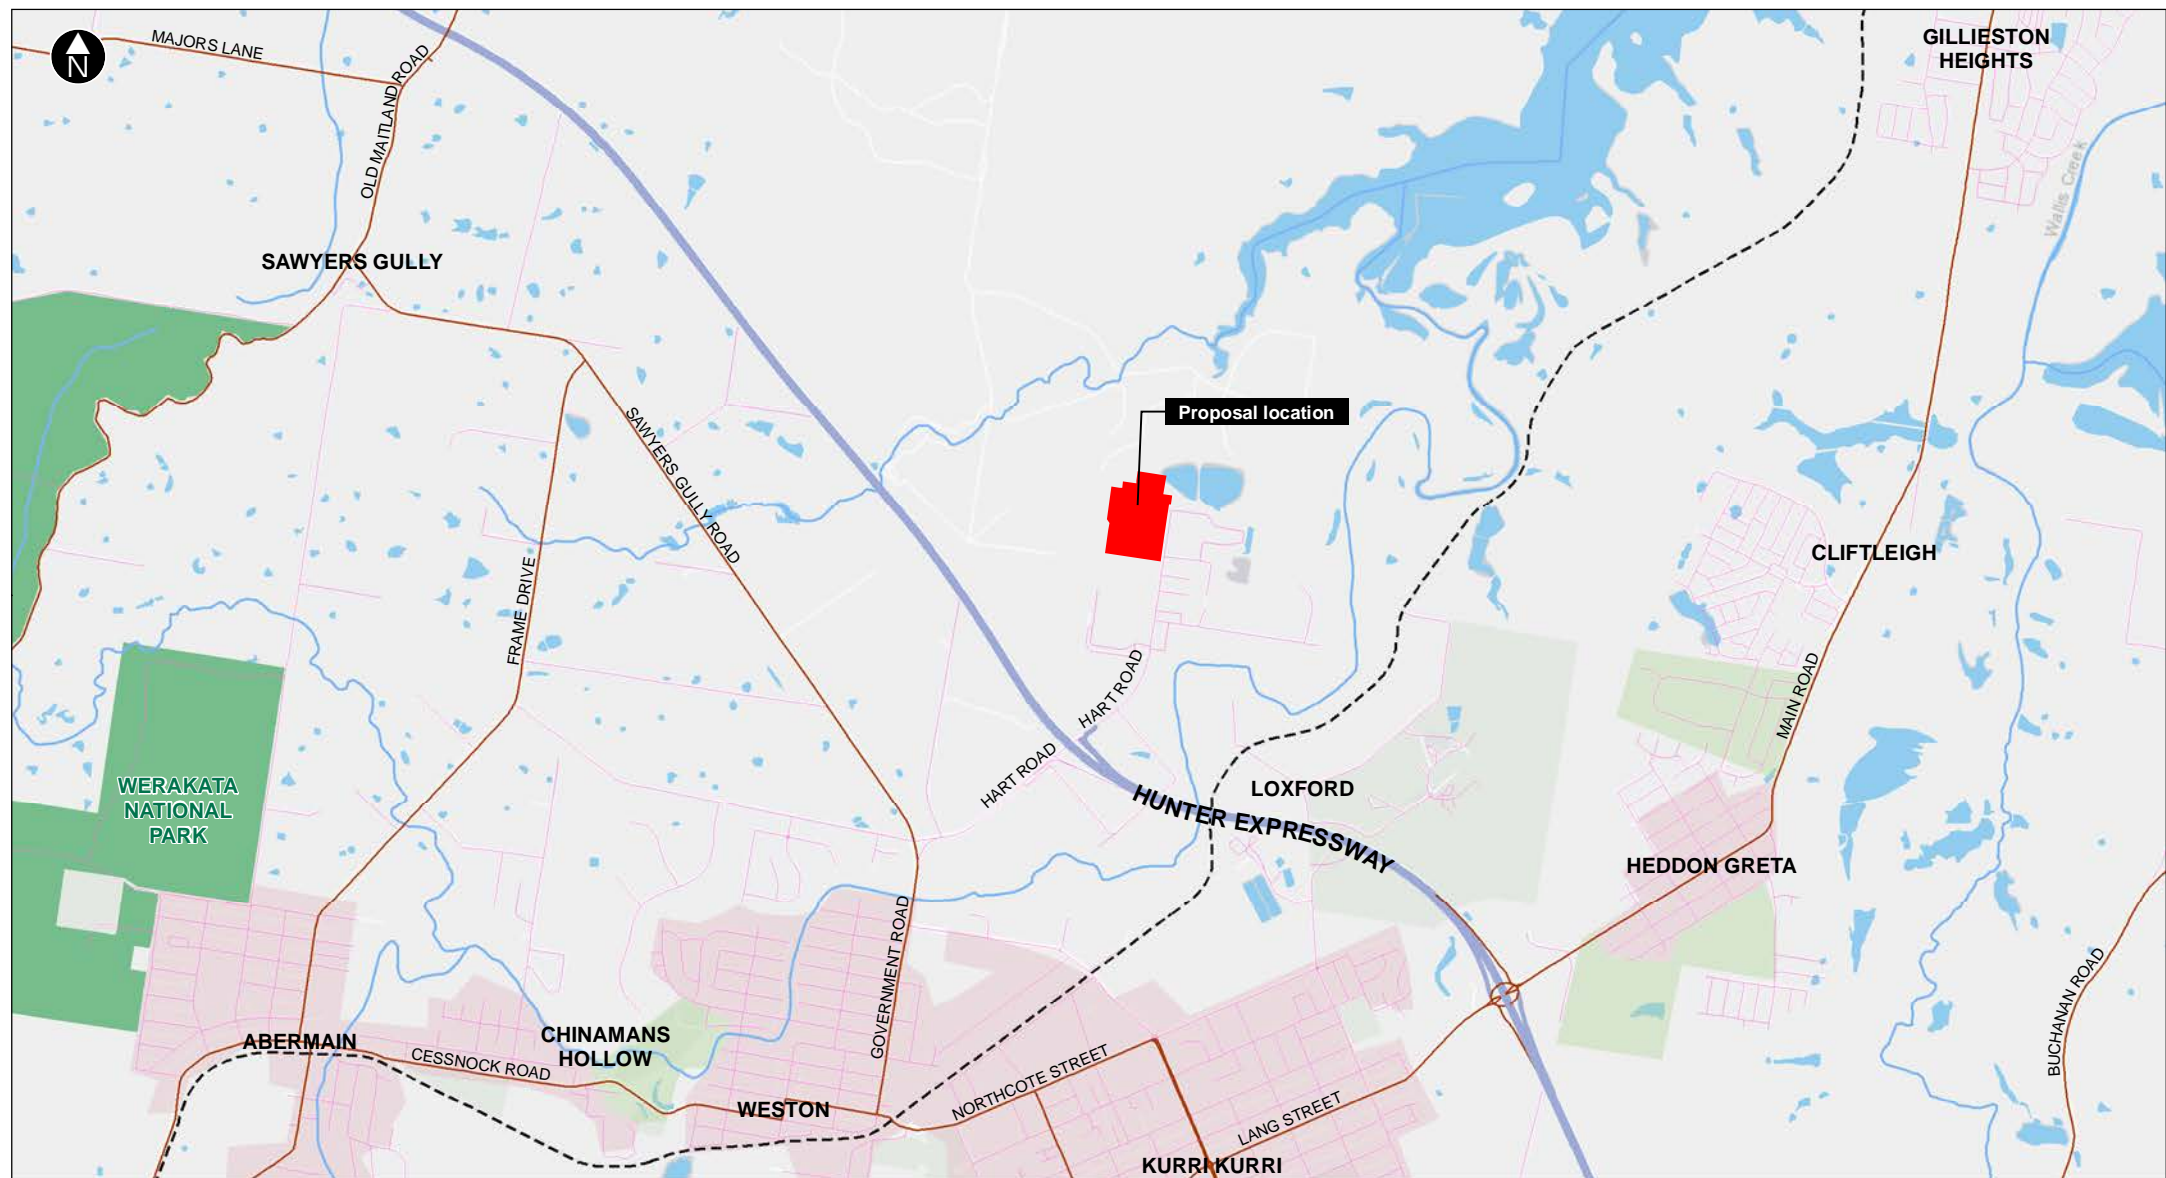 N
MAJORS LANE
OLD MAITLAND ROAD
GILLIESTON
HEIGHTS
Wallis Creek
SAWYERS GULLY
Proposal location
SAWYERS GULLY ROAD
FRAME DRIVE
CLIFTLEIGH
HART ROAD
HART ROAD
MAIN ROAD
WERAKATA
NATIONAL
PARK
LOXFORD
HUNTER EXPRESSWAY
HEDDON GRETA
GOVERNMENT ROAD
BUCHANAN ROAD
ABERMAIN
CHINAMANS
HOLLOW
CESSNOCK ROAD
NORTHCOTE STREET
WESTON
LANG STREET
KURRI KURRI